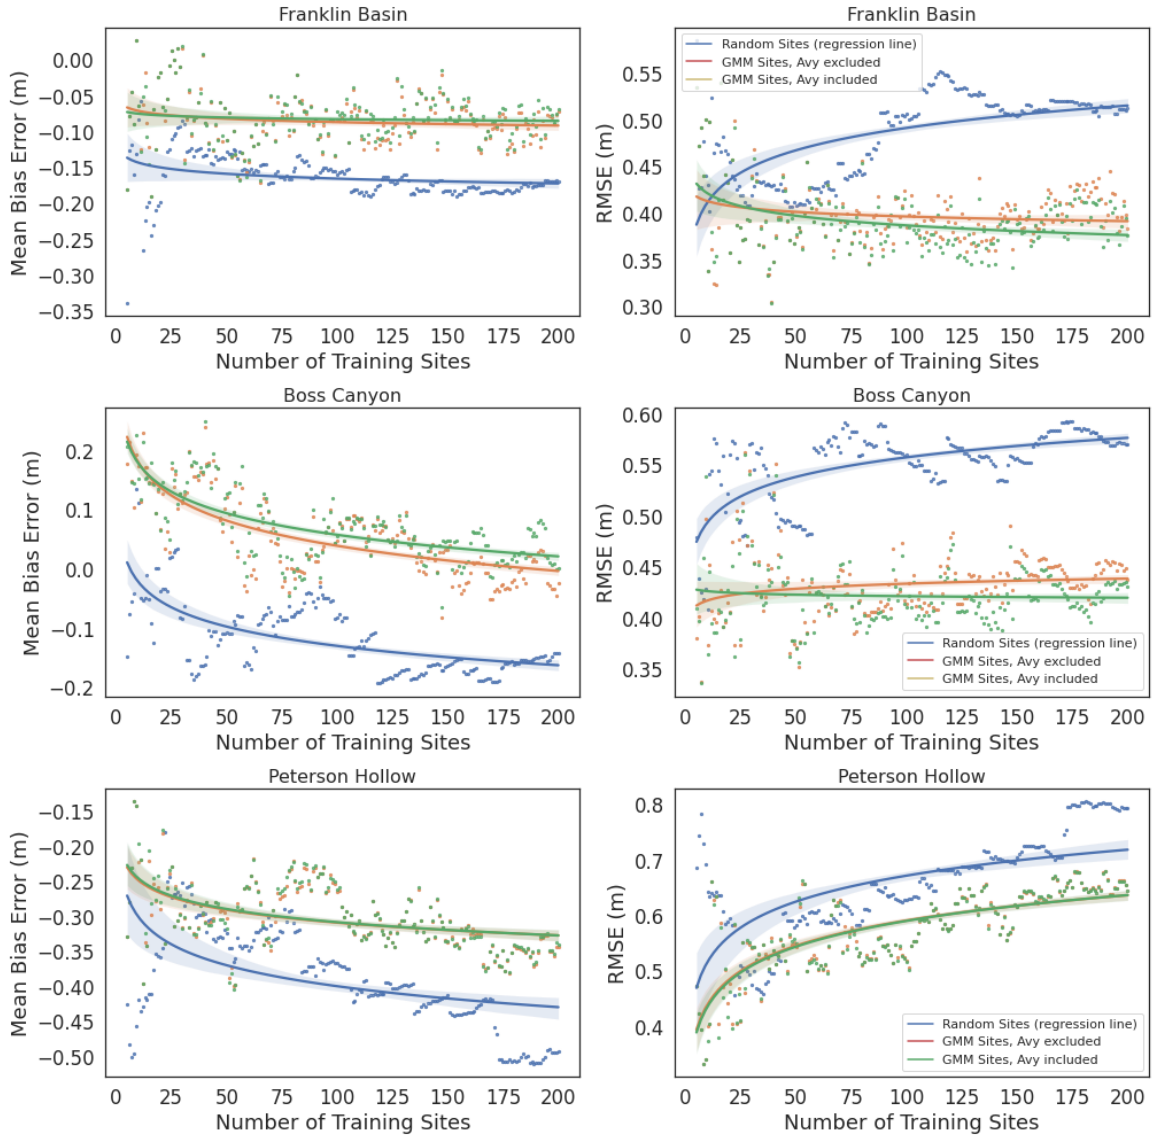 Franklin Basin
Mean Bias Error (m)
0.00
−0.05
−0.10
−0.15
−0.20
−0.25
−0.30
−0.35
0 25 50 75 100 125 150 175 200
Number of Training Sites
Franklin Basin
RMSE (m)
0.55
0.50
0.45
0.40
0.35
0.30
Random Sites (regression line)
GMM Sites, Avy excluded
GMM Sites, Avy included
0 25 50 75 100 125 150 175 200
Number of Training Sites
Boss Canyon
Mean Bias Error (m)
0.2
0.1
0.0
−0.1
−0.2
0 25 50 75 100 125 150 175 200
Number of Training Sites
Boss Canyon
RMSE (m)
0.60
0.55
0.50
0.45
0.40
0.35
Random Sites (regression line)
GMM Sites, Avy excluded
GMM Sites, Avy included
0 25 50 75 100 125 150 175 200
Number of Training Sites
Peterson Hollow
Mean Bias Error (m)
−0.15
−0.20
−0.25
−0.30
−0.35
−0.40
−0.45
−0.50
0 25 50 75 100 125 150 175 200
Number of Training Sites
Peterson Hollow
RMSE (m)
0.8
0.7
0.6
0.5
0.4
Random Sites (regression line)
GMM Sites, Avy excluded
GMM Sites, Avy included
0 25 50 75 100 125 150 175 200
Number of Training Sites